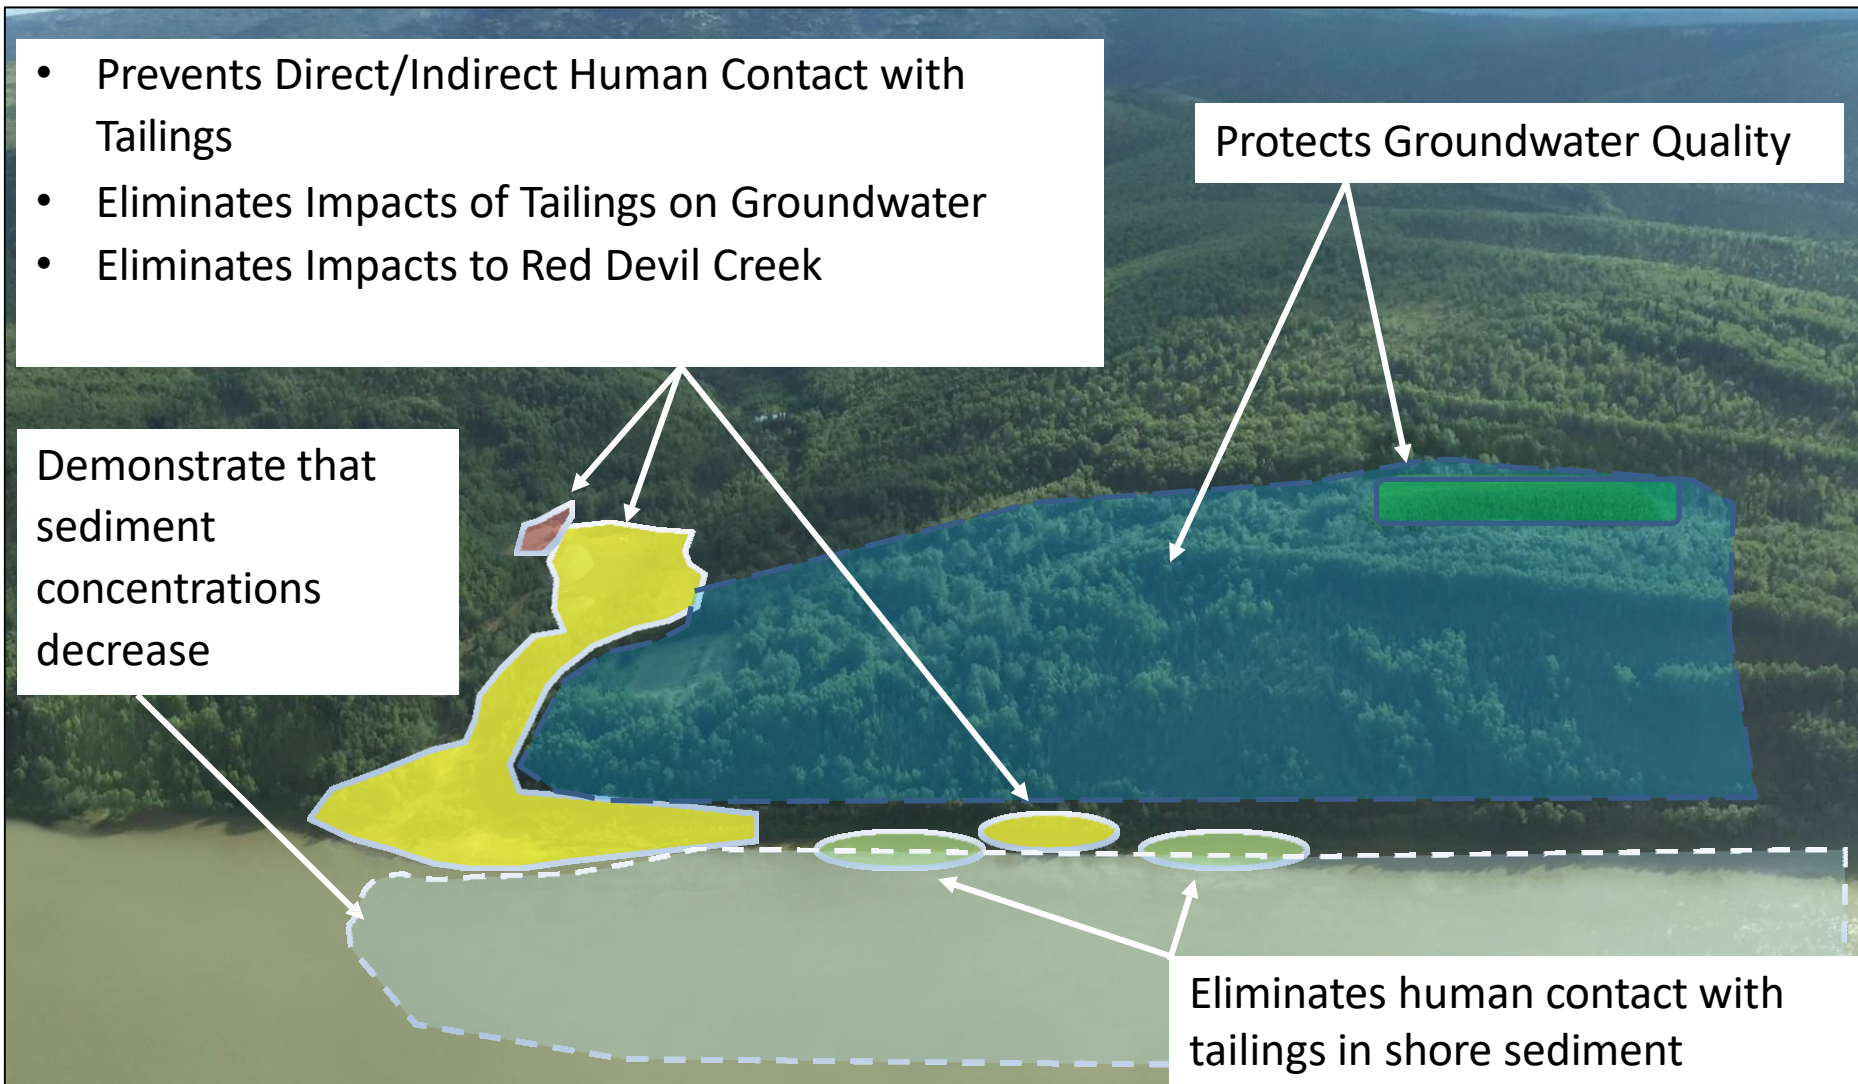 • Prevents Direct/Indirect Human Contact with
Tailings
• Eliminates Impacts of Tailings on Groundwater
• Eliminates Impacts to Red Devil Creek
Protects Groundwater Quality
Demonstrate that
sediment
concentrations
decrease
Eliminates human contact with
tailings in shore sediment